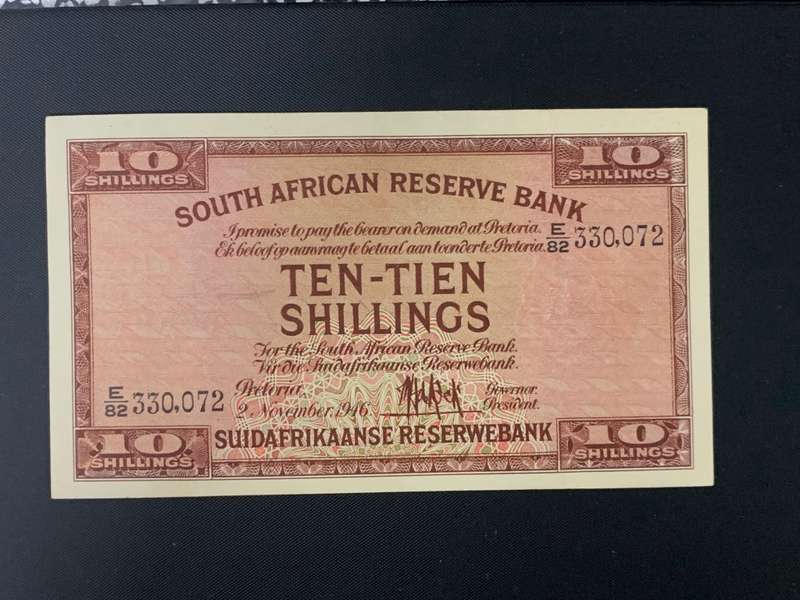 10 SHILLINGS
10 SHILLINGS
SOUTH AFRICAN RESERVE BANK
I promise to pay the bearer on demand at Pretoria.
Ek beloof op aanvraag te betaal aan toonder te Pretoria.
E/82 330,072
TEN-TIEN
SHILLINGS
For the South African Reserve Bank.
Vir die Suidafrikaanse Reserwebank.
E/82 330,072
Pretoria
2. November 1946.
Governor.
President.
SUIDAFRIKAANSE RESERWEBANK
10 SHILLINGS
10 SHILLINGS